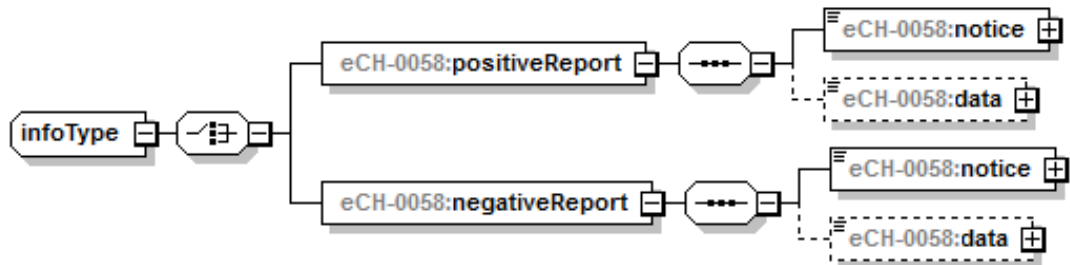 eCH-0058:notice
eCH-0058:positiveReport
eCH-0058:data
infoType
eCH-0058:notice
eCH-0058:negativeReport
eCH-0058:data